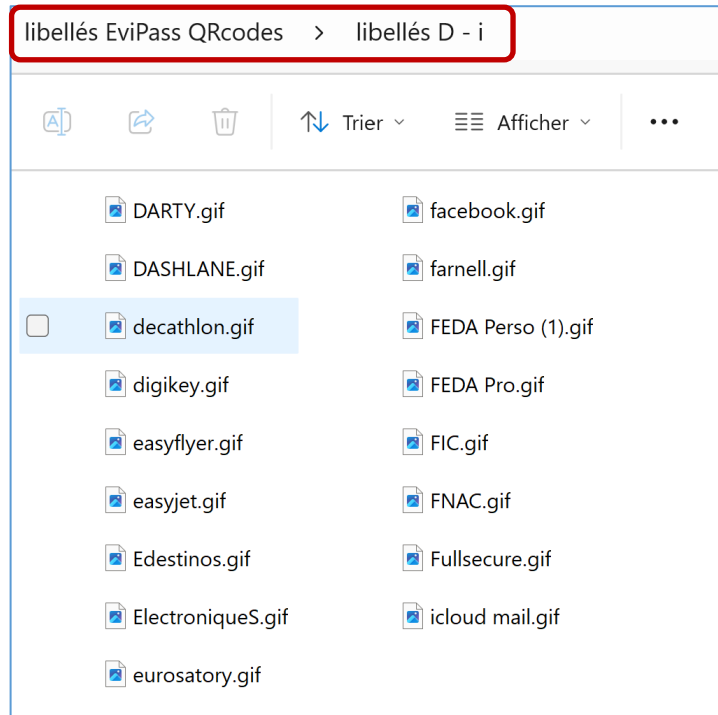 libellés EviPass QRcodes > libellés D - i
A Trier Afficher ...
DARTY.gif
DASHLANE.gif
decathlon.gif
digikey.gif
easyflyer.gif
easyjet.gif
Edestinos.gif
ElectroniqueS.gif
eurosatory.gif
facebook.gif
farnell.gif
FEDA Perso (1).gif
FEDA Pro.gif
FIC.gif
FNAC.gif
Fullsecure.gif
icloud mail.gif